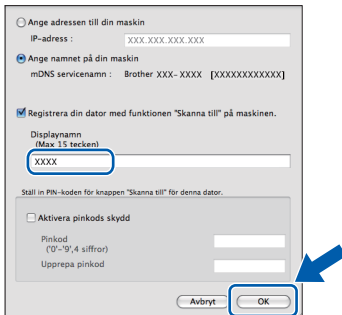 Ange adressen till din maskin
IP-adress : XXX.XXX.XXX.XXX
Ange namnet på din maskin
mDNS servicenamn : Brother XXX-XXXX [XXXXXXXXXXXX]
Registrera din dator med funktionen "Skanna till" på maskinen.
Displaynamn
(Max 15 tecken)
XXXX
Ställ in PIN-koden för knappen "Skanna till" för denna dator.
Aktivera pinkods skydd
Pinkod
('0'-'9',4 siffror)
Upprepa pinkod
Avbryt OK